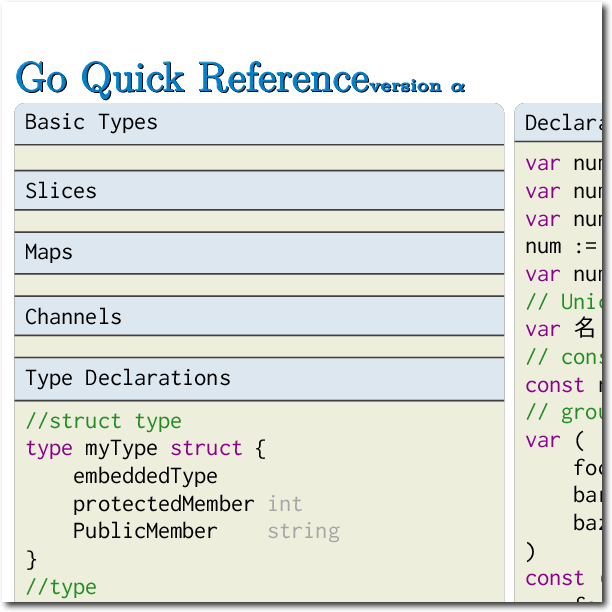 Go Quick Reference version α
Basic Types
Slices
Maps
Channels
Type Declarations
//struct type
type myType struct {
    embeddedType
    protectedMember int
    PublicMember    string
}
//type
Declara
var num
var num
var num
num :=
var num
// Unic
var 名
// cons
const
// grou
var (
    foo
    bar
    baz
)
const